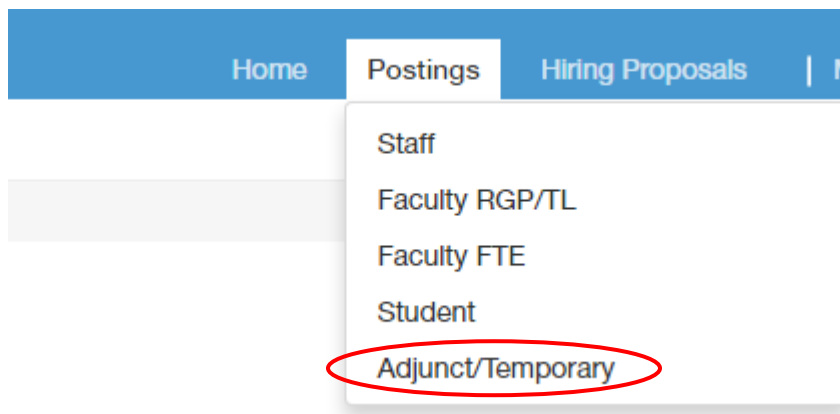 Home Postings Hiring Proposals |
Staff
Faculty RGP/TL
Faculty FTE
Student
Adjunct/Temporary